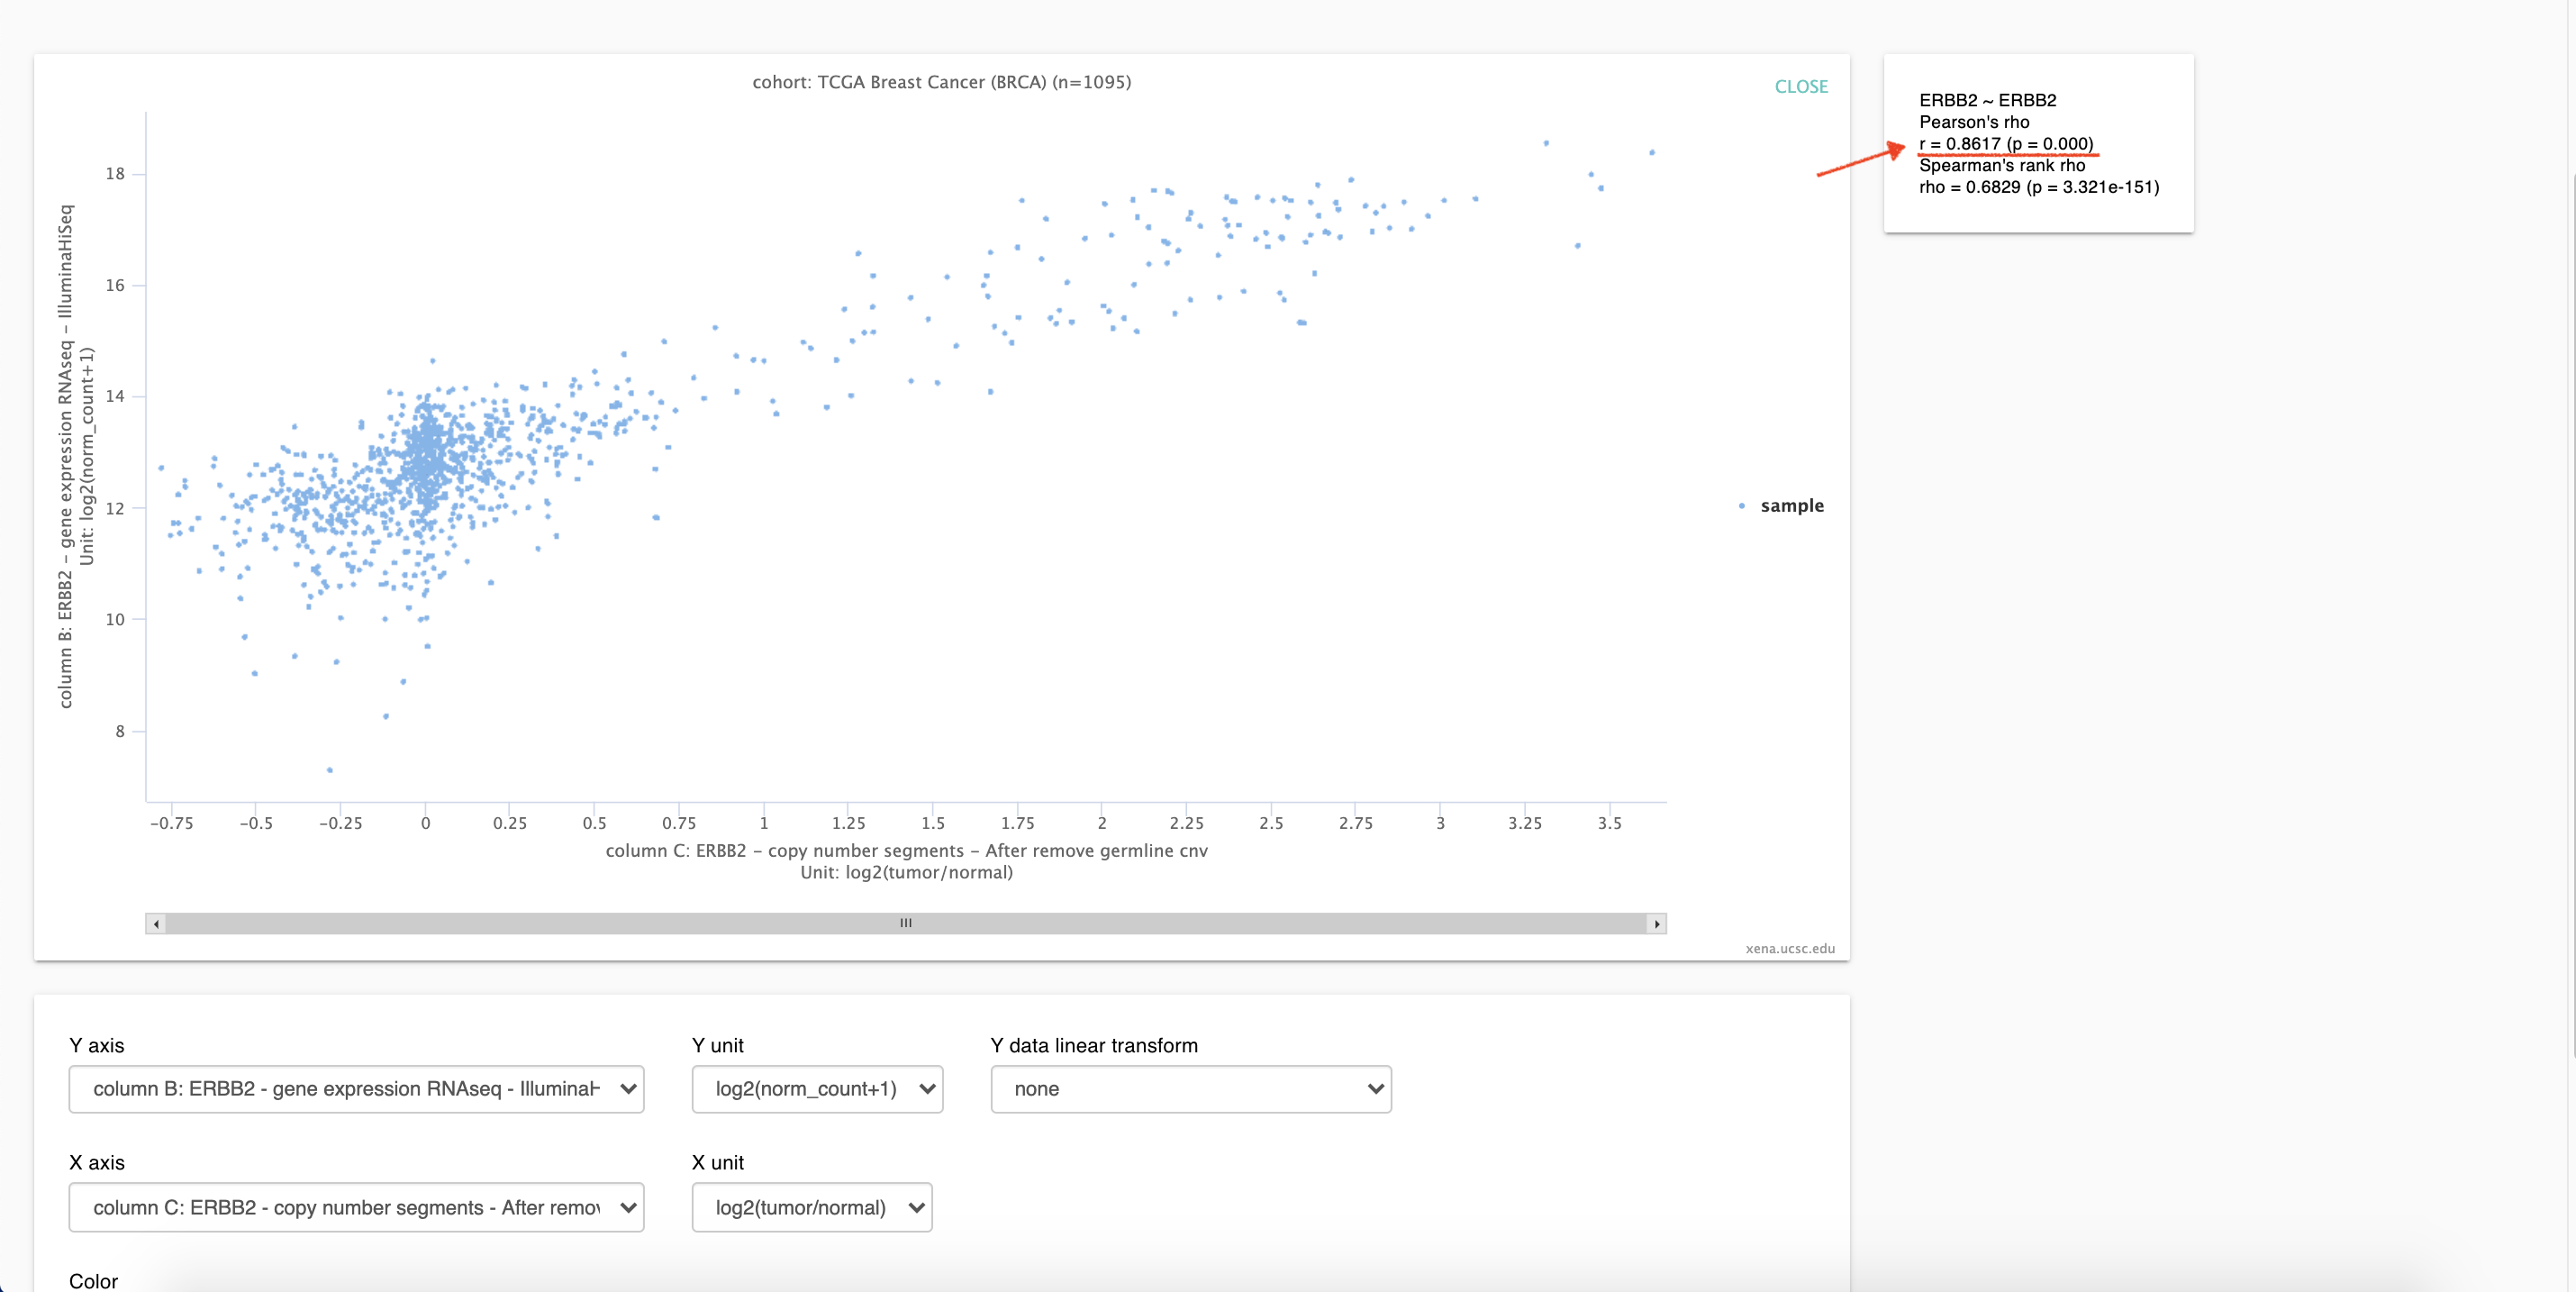 cohort: TCGA Breast Cancer (BRCA) (n=1095)
CLOSE
column B: ERBB2 – gene expression RNAseq – IlluminaHiSeq
Unit: log2(norm_count+1)
18
16
14
12
10
8
sample
−0.75 −0.5 −0.25 0 0.25 0.5 0.75 1 1.25 1.5 1.75 2 2.25 2.5 2.75 3 3.25 3.5
column C: ERBB2 – copy number segments – After remove germline cnv
Unit: log2(tumor/normal)
xena.ucsc.edu
ERBB2 ~ ERBB2
Pearson's rho
r = 0.8617 (p = 0.000)
Spearman's rank rho
rho = 0.6829 (p = 3.321e-151)
Y axis Y unit Y data linear transform
column B: ERBB2 - gene expression RNAseq - Illumina log2(norm_count+1) none
X axis X unit
column C: ERBB2 - copy number segments - After remov log2(tumor/normal)
Color